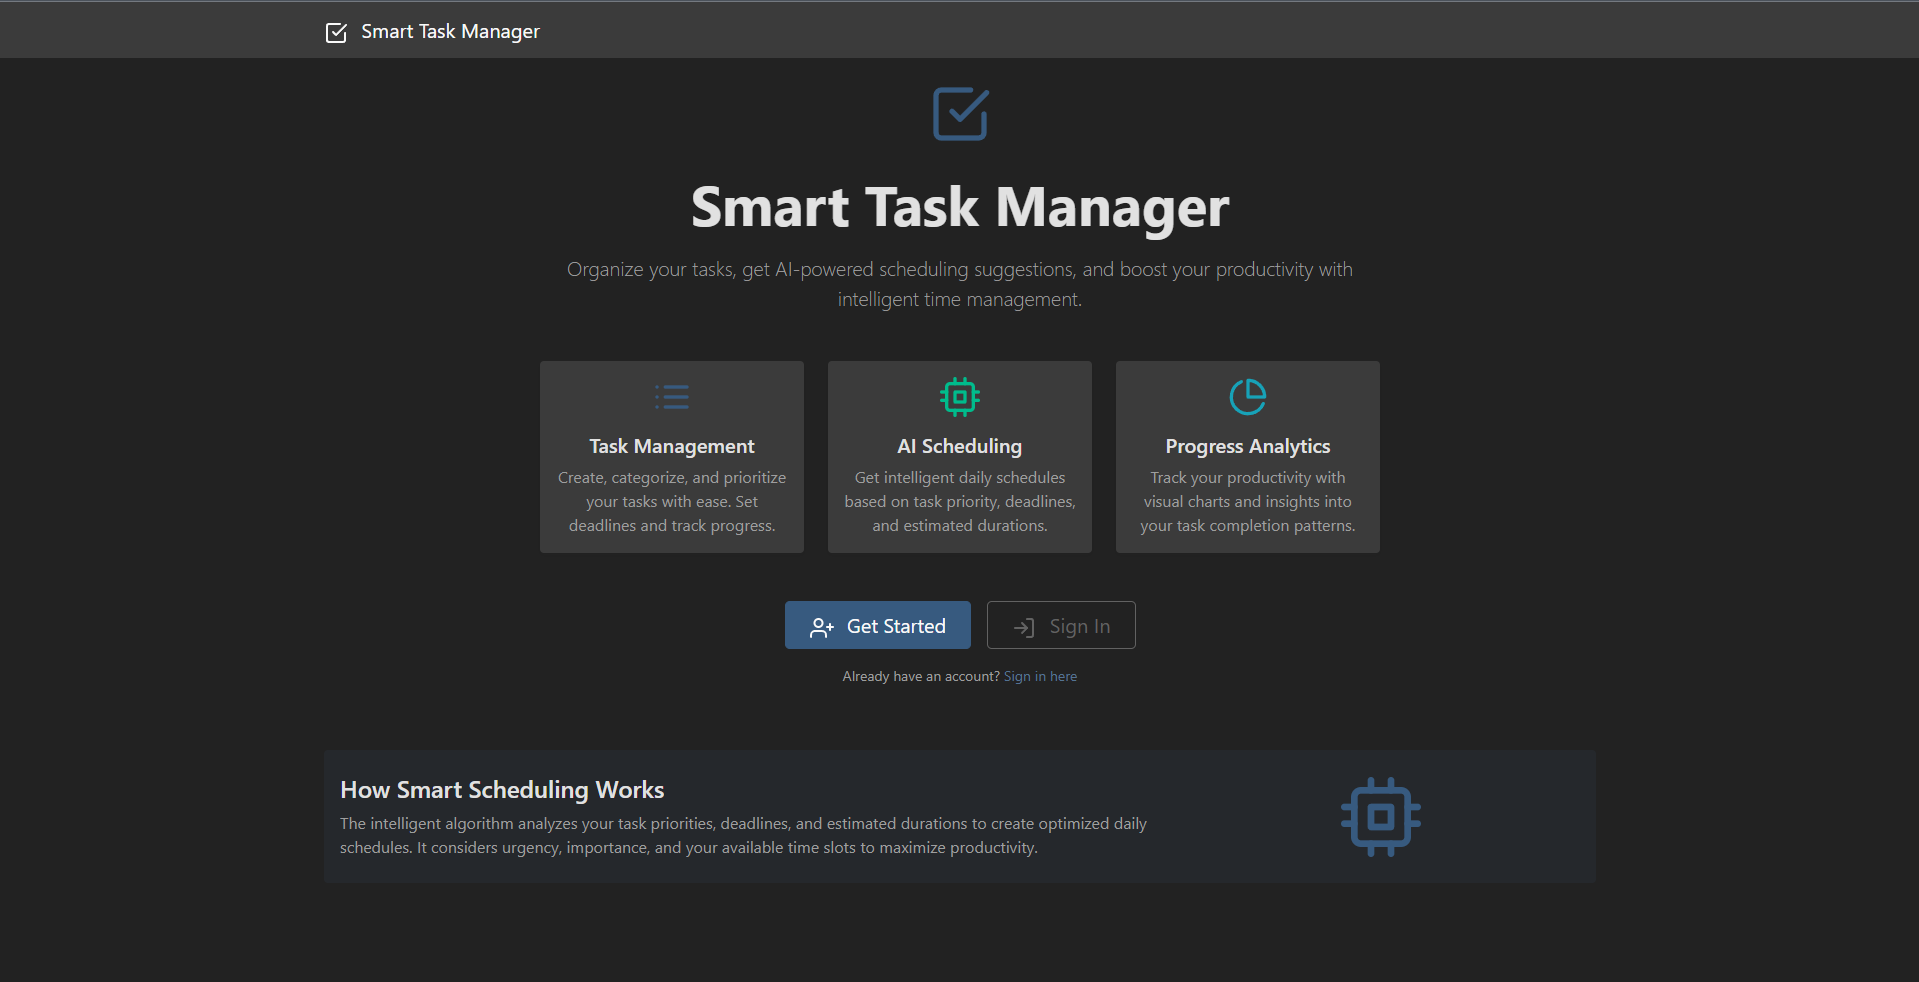 Smart Task Manager
Smart Task Manager
Organize your tasks, get AI-powered scheduling suggestions, and boost your productivity with
intelligent time management.
Task Management
Create, categorize, and prioritize
your tasks with ease. Set
deadlines and track progress.
AI Scheduling
Get intelligent daily schedules
based on task priority, deadlines,
and estimated durations.
Progress Analytics
Track your productivity with
visual charts and insights into
your task completion patterns.
Get Started
Sign In
Already have an account? Sign in here
How Smart Scheduling Works
The intelligent algorithm analyzes your task priorities, deadlines, and estimated durations to create optimized daily
schedules. It considers urgency, importance, and your available time slots to maximize productivity.